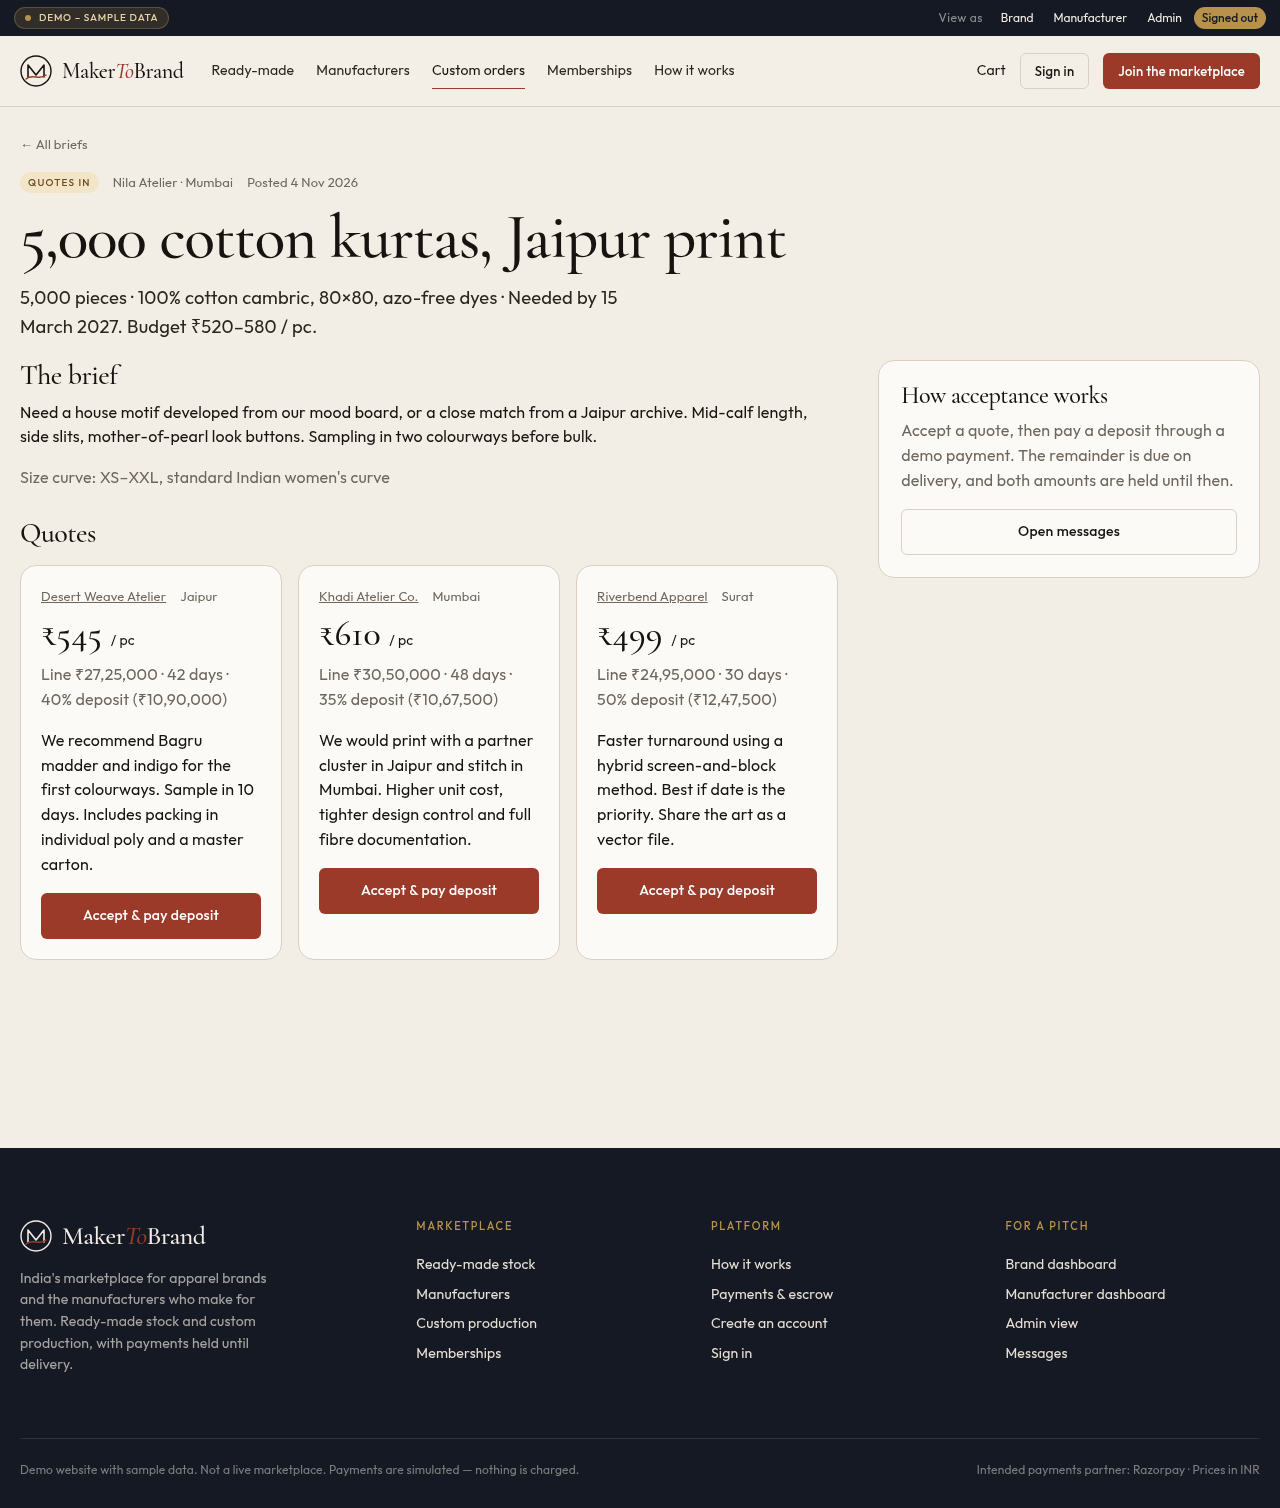 DEMO – SAMPLE DATA
View as Brand Manufacturer Admin Signed out
MakerToBrand Ready-made Manufacturers Custom orders Memberships How it works Cart Sign in Join the marketplace
← All briefs
QUOTES IN Nila Atelier · Mumbai Posted 4 Nov 2026
5,000 cotton kurtas, Jaipur print
5,000 pieces · 100% cotton cambric, 80×80, azo-free dyes · Needed by 15
March 2027. Budget ₹520–580 / pc.
The brief
Need a house motif developed from our mood board, or a close match from a Jaipur archive. Mid-calf length,
side slits, mother-of-pearl look buttons. Sampling in two colourways before bulk.
Size curve: XS–XXL, standard Indian women's curve
Quotes
Desert Weave Atelier Jaipur
₹545 / pc
Line ₹27,25,000 · 42 days ·
40% deposit (₹10,90,000)
We recommend Bagru
madder and indigo for the
first colourways. Sample in 10
days. Includes packing in
individual poly and a master
carton.
Accept & pay deposit
Khadi Atelier Co. Mumbai
₹610 / pc
Line ₹30,50,000 · 48 days ·
35% deposit (₹10,67,500)
We would print with a partner
cluster in Jaipur and stitch in
Mumbai. Higher unit cost,
tighter design control and full
fibre documentation.
Accept & pay deposit
Riverbend Apparel Surat
₹499 / pc
Line ₹24,95,000 · 30 days ·
50% deposit (₹12,47,500)
Faster turnaround using a
hybrid screen-and-block
method. Best if date is the
priority. Share the art as a
vector file.
Accept & pay deposit
How acceptance works
Accept a quote, then pay a deposit through a
demo payment. The remainder is due on
delivery, and both amounts are held until then.
Open messages
MakerToBrand
India's marketplace for apparel brands
and the manufacturers who make for
them. Ready-made stock and custom
production, with payments held until
delivery.
MARKETPLACE
Ready-made stock
Manufacturers
Custom production
Memberships
PLATFORM
How it works
Payments & escrow
Create an account
Sign in
FOR A PITCH
Brand dashboard
Manufacturer dashboard
Admin view
Messages
Demo website with sample data. Not a live marketplace. Payments are simulated — nothing is charged.
Intended payments partner: Razorpay · Prices in INR